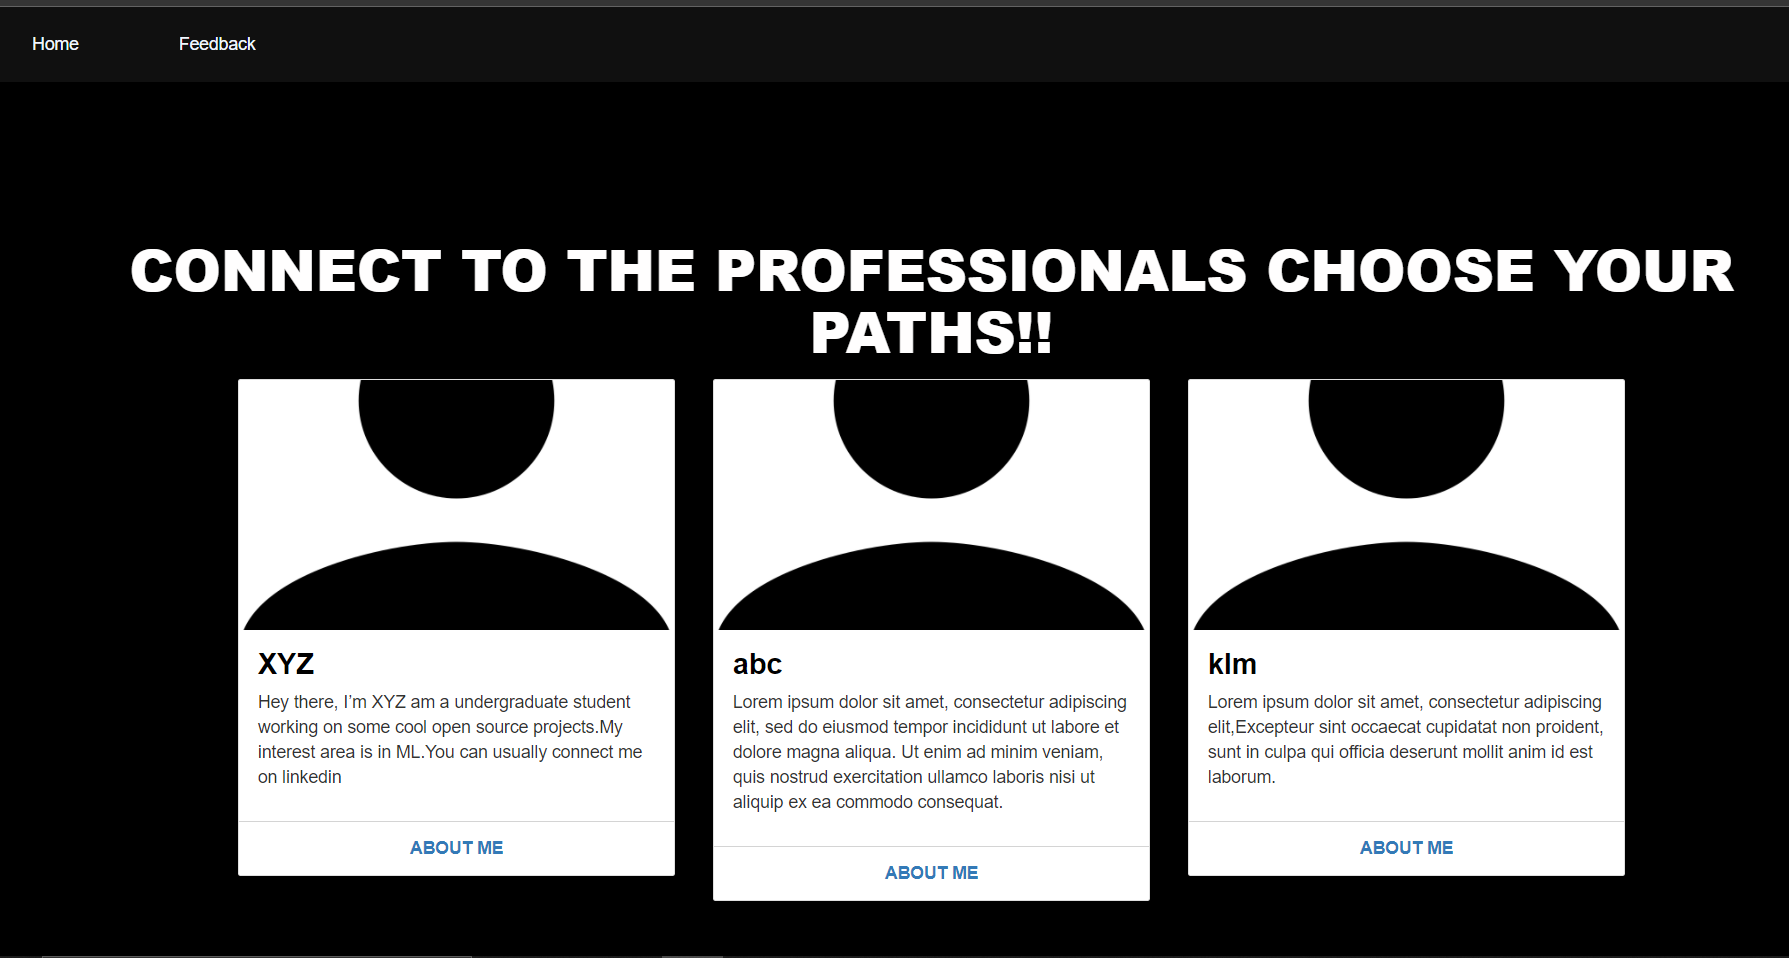 Home Feedback
CONNECT TO THE PROFESSIONALS CHOOSE YOUR
PATHS!!
XYZ
Hey there, I’m XYZ am a undergraduate student
working on some cool open source projects.My
interest area is in ML.You can usually connect me
on linkedin
ABOUT ME
abc
Lorem ipsum dolor sit amet, consectetur adipiscing
elit, sed do eiusmod tempor incididunt ut labore et
dolore magna aliqua. Ut enim ad minim veniam,
quis nostrud exercitation ullamco laboris nisi ut
aliquip ex ea commodo consequat.
ABOUT ME
klm
Lorem ipsum dolor sit amet, consectetur adipiscing
elit,Excepteur sint occaecat cupidatat non proident,
sunt in culpa qui officia deserunt mollit anim id est
laborum.
ABOUT ME